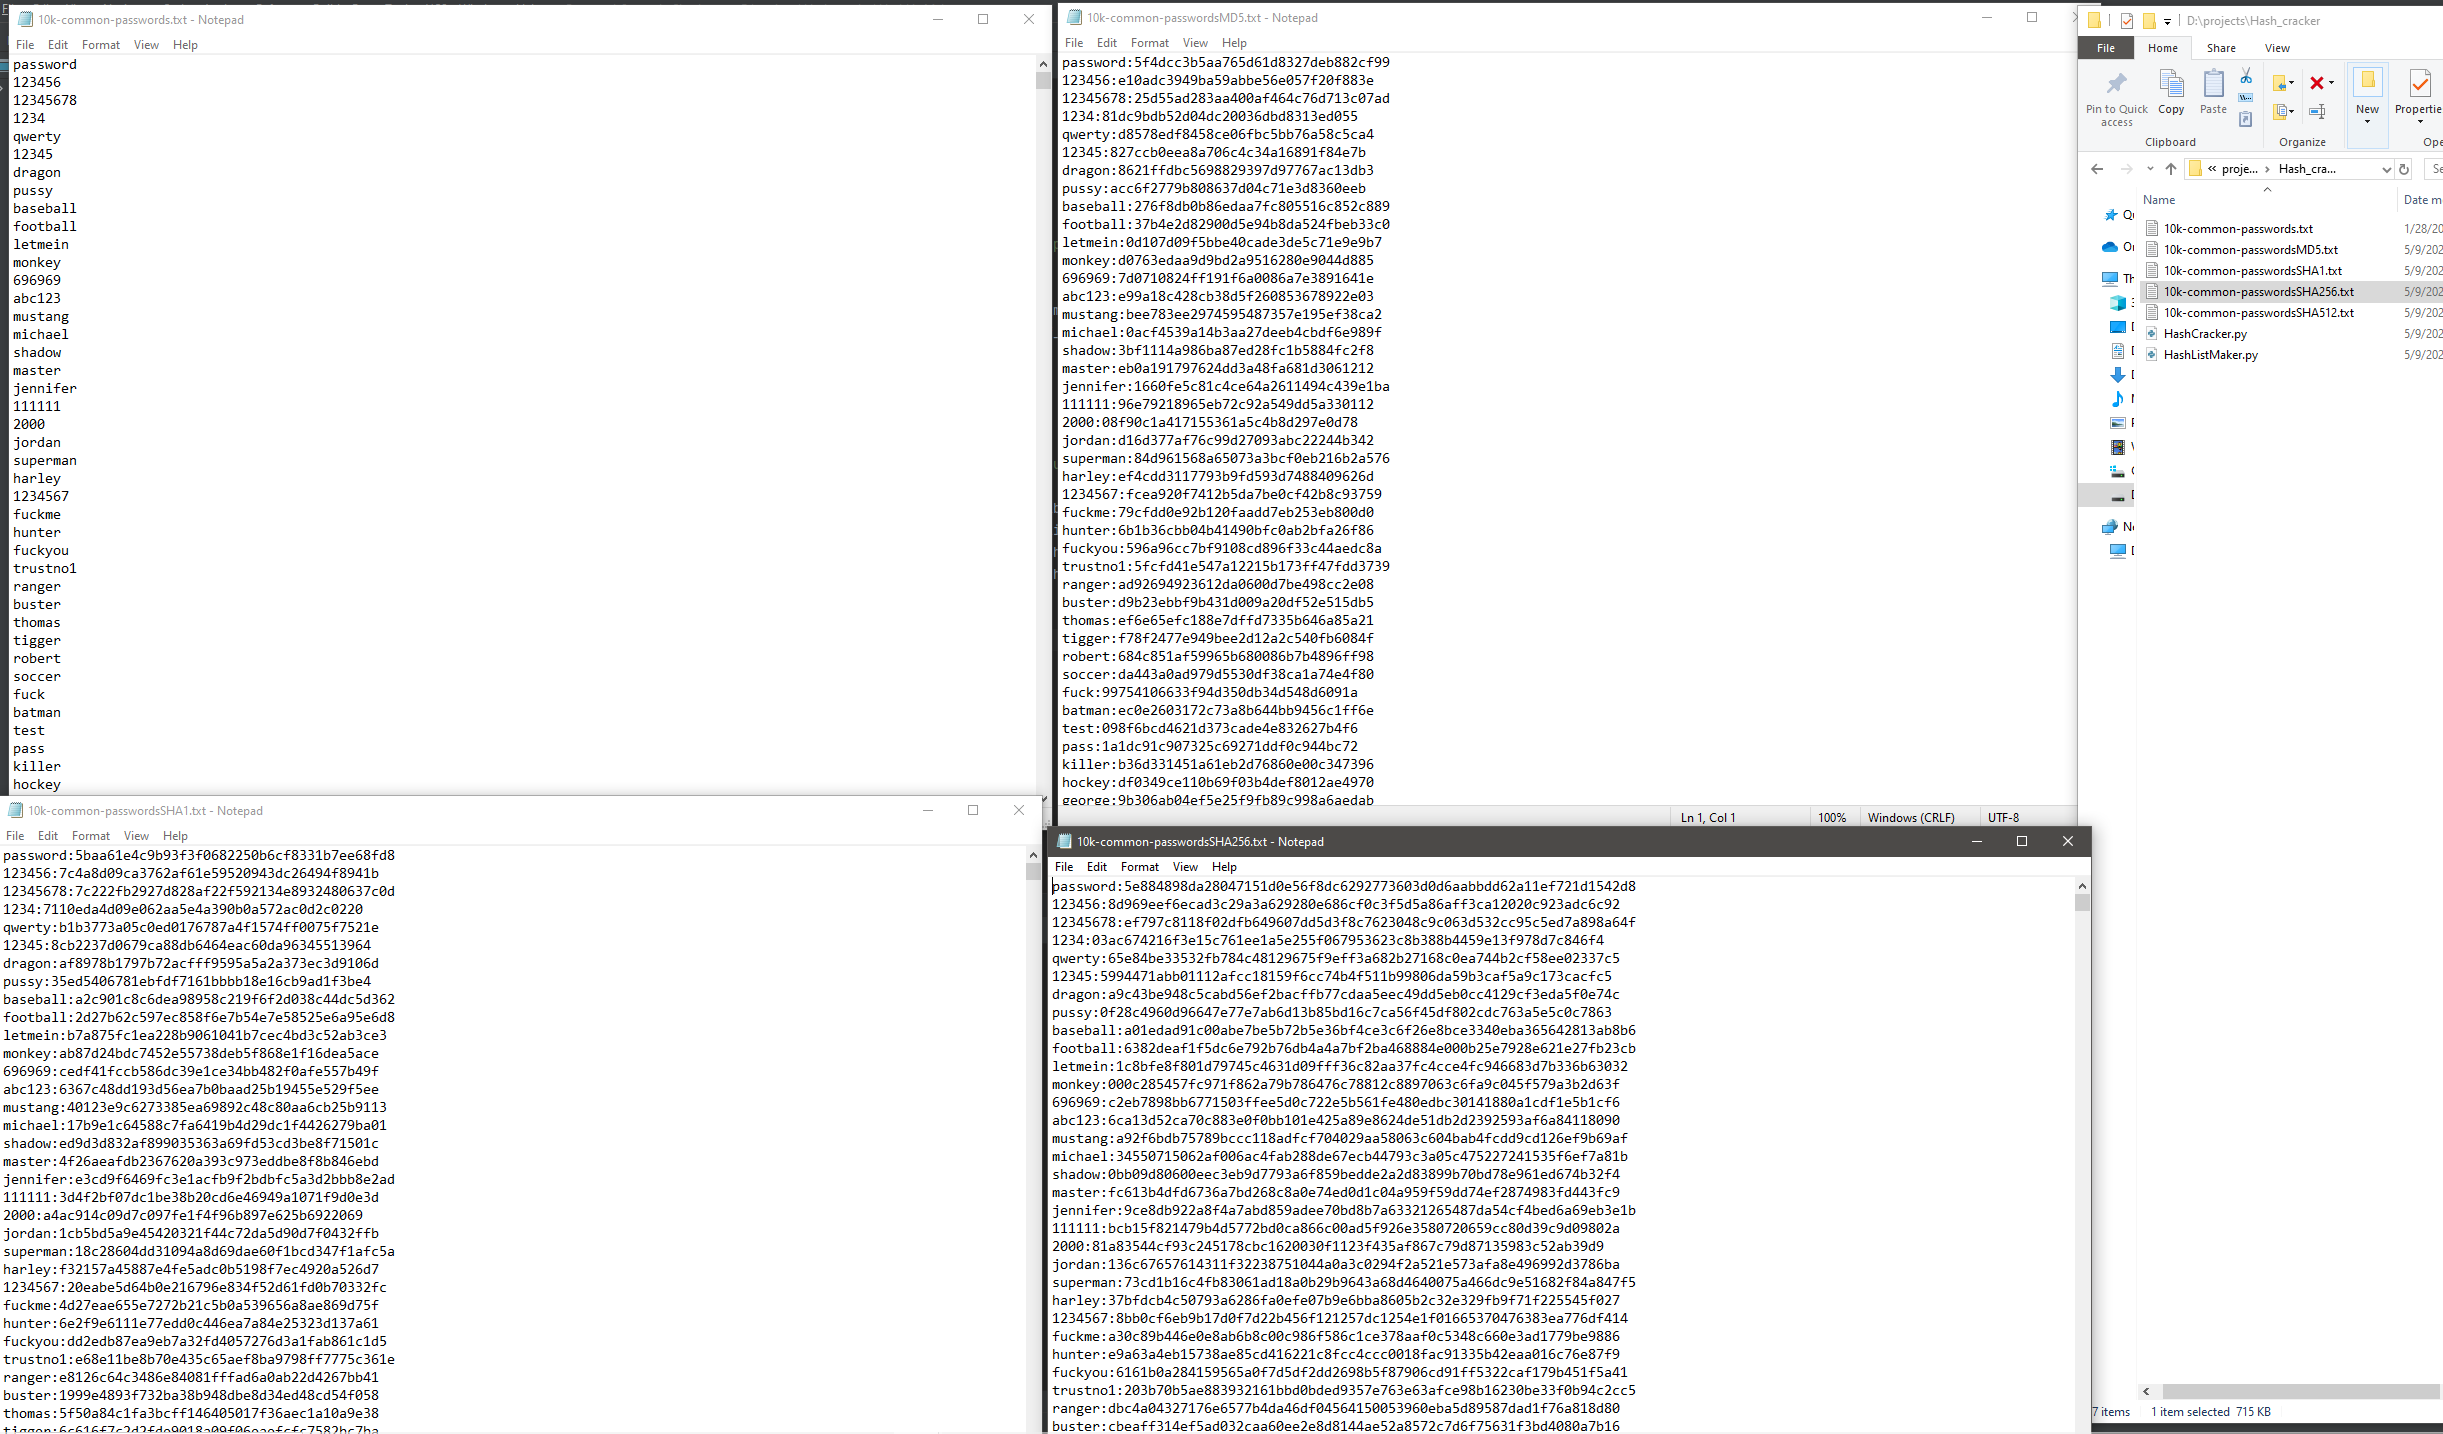 10k-common-passwords.txt - Notepad
File Edit Format View Help
password
123456
12345678
1234
qwerty
12345
dragon
pussy
baseball
football
letmein
monkey
696969
abc123
mustang
michael
shadow
master
jennifer
111111
2000
jordan
superman
harley
1234567
fuckme
hunter
fuckyou
trustno1
ranger
buster
thomas
tigger
robert
soccer
fuck
batman
test
pass
killer
hockey
10k-common-passwordsMD5.txt - Notepad
File Edit Format View Help
password:5f4dcc3b5aa765d61d8327deb882cf99
123456:e10adc3949ba59abbe56e057f20f883e
12345678:25d55ad283aa400af464c76d713c07ad
1234:81dc9bdb52d04dc20036dbd8313ed055
qwerty:d8578edf8458ce06fbc5bb76a58c5ca4
12345:827ccb0eea8a706c4c34a16891f84e7b
dragon:8621ffdbc5698829397d97767ac13db3
pussy:acc6f2779b808637d04c71e3d8360eeb
baseball:276f8db0b86edaa7fc805516c852c889
football:37b4e2d82900d5e94b8da524fbeb33c0
letmein:0d107d09f5bbe40cade3de5c71e9e9b7
monkey:d0763edaa9d9bd2a9516280e9044d885
696969:7d0710824ff191f6a0086a7e3891641e
abc123:e99a18c428cb38d5f260853678922e03
mustang:bee783ee2974595487357e195ef38ca2
michael:0acf4539a14b3aa27deeb4cbdf6e989f
shadow:3bf1114a986ba87ed28fc1b5884fc2f8
master:eb0a191797624dd3a48fa681d3061212
jennifer:1660fe5c81c4ce64a2611494c439e1ba
111111:96e79218965eb72c92a549dd5a330112
2000:08f90c1a417155361a5c4b8d297e0d78
jordan:d16d377af76c99d27093abc22244b342
superman:84d961568a65073a3bcf0eb216b2a576
harley:ef4cdd3117793b9fd593d7488409626d
1234567:fcea920f7412b5da7be0cf42b8c93759
fuckme:79cfdd0e92b120faadd7eb253eb800d0
hunter:6b1b36cbb04b41490bfc0ab2bfa26f86
fuckyou:596a96cc7bf9108cd896f33c44aedc8a
trustno1:5fcfd41e547a12215b173ff47fdd3739
ranger:ad92694923612da0600d7be498cc2e08
buster:d9b23ebbf9b431d009a20df52e515db5
thomas:ef6e65efc188e7dffd7335b646a85a21
tigger:f78f2477e949bee2d12a2c540fb6084f
robert:684c851af59965b680086b7b4896ff98
soccer:da443a0ad979d5530df38ca1a74e4f80
fuck:99754106633f94d350db34d548d6091a
batman:ec0e2603172c73a8b644bb9456c1ff6e
test:098f6bcd4621d373cade4e832627b4f6
pass:1a1dc91c907325c69271ddf0c944bc72
killer:b36d331451a61eb2d76860e00c347396
hockey:df0349ce110b69f03b4def8012ae4970
george:9b306ab04ef5e25f9fb89c998a6aedab
Ln 1, Col 1 100% Windows (CRLF) UTF-8
10k-common-passwordsSHA1.txt - Notepad
File Edit Format View Help
password:5baa61e4c9b93f3f0682250b6cf8331b7ee68fd8
123456:7c4a8d09ca3762af61e59520943dc26494f8941b
12345678:7c222fb2927d828af22f592134e8932480637c0d
1234:7110eda4d09e062aa5e4a390b0a572ac0d2c0220
qwerty:b1b3773a05c0ed0176787a4f1574ff0075f7521e
12345:8cb2237d0679ca88db6464eac60da96345513964
dragon:af8978b1797b72acfff9595a5a2a373ec3d9106d
pussy:35ed5406781ebfdf7161bbbb18e16cb9ad1f3be4
baseball:a2c901c8c6dea98958c219f6f2d038c44dc5d362
football:2d27b62c597ec858f6e7b54e7e58525e6a95e6d8
letmein:b7a875fc1ea228b9061041b7cec4bd3c52ab3ce3
monkey:ab87d24bdc7452e55738deb5f868e1f16dea5ace
696969:cedf41fccb586dc39e1ce34bb482f0afe557b49f
abc123:6367c48dd193d56ea7b0baad25b19455e529f5ee
mustang:40123e9c6273385ea69892c48c80aa6cb25b9113
michael:17b9e1c64588c7fa6419b4d29dc1f4426279ba01
shadow:ed9d3d832af899035363a69fd53cd3be8f71501c
master:4f26aeafdb2367620a393c973eddbe8f8b846ebd
jennifer:e3cd9f6469fc3e1acfb9f2bdbfc5a3d2bbb8e2ad
111111:3d4f2bf07dc1be38b20cd6e46949a1071f9d0e3d
2000:a4ac914c09d7c097fe1f4f96b897e625b6922069
jordan:1cb5bd5a9e45420321f44c72da5d90d7f0432ffb
superman:18c28604dd31094a8d69dae60f1bcd347f1afc5a
harley:f32157a45887e4fe5adc0b5198f7ec4920a526d7
1234567:20eabe5d64b0e216796e834f52d61fd0b70332fc
fuckme:4d27eae655e7272b21c5b0a539656a8ae869d75f
hunter:6e2f9e6111e77edd0c446ea7a84e25323d137a61
fuckyou:dd2edb87ea9eb7a32fd4057276d3a1fab861c1d5
trustno1:e68e11be8b70e435c65aef8ba9798ff7775c361e
ranger:e8126c64c3486e84081fffad6a0ab22d4267bb41
buster:1999e4893f732ba38b948dbe8d34ed48cd54f058
thomas:5f50a84c1fa3bcff146405017f36aec1a10a9e38
10k-common-passwordsSHA256.txt - Notepad
File Edit Format View Help
password:5e884898da28047151d0e56f8dc6292773603d0d6aabbdd62a11ef721d1542d8
123456:8d969eef6ecad3c29a3a629280e686cf0c3f5d5a86aff3ca12020c923adc6c92
12345678:ef797c8118f02dfb649607dd5d3f8c7623048c9c063d532cc95c5ed7a898a64f
1234:03ac674216f3e15c761ee1a5e255f067953623c8b388b4459e13f978d7c846f4
qwerty:65e84be33532fb784c48129675f9eff3a682b27168c0ea744b2cf58ee02337c5
12345:5994471abb01112afcc18159f6cc74b4f511b99806da59b3caf5a9c173cacfc5
dragon:a9c43be948c5cabd56ef2bacffb77cdaa5eec49dd5eb0cc4129cf3eda5f0e74c
pussy:0f28c4960d96647e77e7ab6d13b85bd16c7ca56f45df802cdc763a5e5c0c7863
baseball:a01edad91c00abe7be5b72b5e36bf4ce3c6f26e8bce3340eba365642813ab8b6
football:6382deaf1f5dc6e792b76db4a4a7bf2ba468884e000b25e7928e621e27fb23cb
letmein:1c8bfe8f801d79745c4631d09fff36c82aa37fc4cce4fc946683d7b336b63032
monkey:000c285457fc971f862a79b786476c78812c8897063c6fa9c045f579a3b2d63f
696969:c2eb7898bb6771503ffee5d0c722e5b561fe480edbc30141880a1cdf1e5b1cf6
abc123:6ca13d52ca70c883e0f0bb101e425a89e8624de51db2d2392593af6a84118090
mustang:a92f6bdb75789bccc118adfcf704029aa58063c604bab4fcdd9cd126ef9b69af
michael:34550715062af006ac4fab288de67ecb44793c3a05c475227241535f6ef7a81b
shadow:0bb09d80600eec3eb9d7793a6f859bedde2a2d83899b70bd78e961ed674b32f4
master:fc613b4dfd6736a7bd268c8a0e74ed0d1c04a959f59dd74ef2874983fd443fc9
jennifer:9ce8db922a8f4a7abd859adee70bd8b7a63321265487da54cf4bed6a69eb3e1b
111111:bcb15f821479b4d5772bd0ca866c00ad5f926e3580720659cc80d39c9d09802a
2000:81a83544cf93c245178cbc1620030f1123f435af867c79d87135983c52ab39d9
jordan:136c67657614311f32238751044a0a3c0294f2a521e573afa8e496992d3786ba
superman:73cd1b16c4fb83061ad18a0b29b9643a68d4640075a466dc9e51682f84a847f5
harley:37bfdcb4c50793a6286fa0efe07b9e6bba8605b2c32e329fb9f71f225545f027
1234567:8bb0cf6eb9b17d0f7d22b456f121257dc1254e1f01665370476383ea776df414
fuckme:a30c89b446e0e8ab6b8c00c986f586c1ce378aaf0c5348c660e3ad1779be9886
hunter:e9a63a4eb15738ae85cd416221c8fcc4ccc0018fac91335b42eaa016c76e87f9
fuckyou:6161b0a284159565a0f7d5df2dd2698b5f87906cd91ff5322caf179b451f5a41
trustno1:203b70b5ae883932161bbd0bded9357e763e63afce98b16230be33f0b94c2cc5
ranger:dbc4a04327176e6577b4da46df04564150053960eba5d89587dad1f76a818d80
buster:cbeaff314ef5ad032caa60ee2e8d8144ae52a8572c7d6f75631f3bd4080a7b16
D:\projects\Hash_cracker
File Home Share View
Pin to Quick access Copy Paste New Propertie
Clipboard Organize Ope
« proje... › Hash_cra... Se
Name Date m
10k-common-passwords.txt 1/28/20
10k-common-passwordsMD5.txt 5/9/202
10k-common-passwordsSHA1.txt 5/9/202
10k-common-passwordsSHA256.txt 5/9/202
10k-common-passwordsSHA512.txt 5/9/202
HashCracker.py 5/9/202
HashListMaker.py 5/9/202
7 items 1 item selected 715 KB